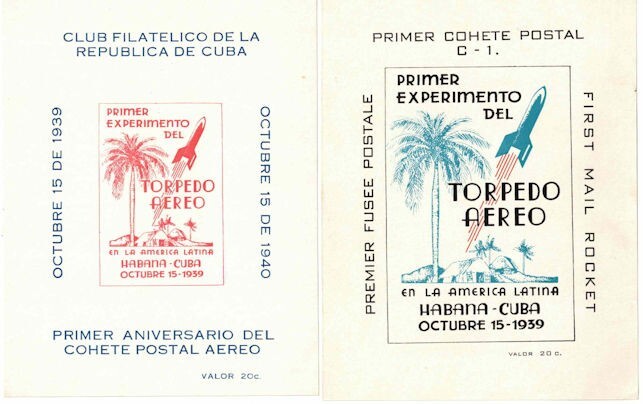 CLUB FILATELICO DE LA
REPUBLICA DE CUBA
OCTUBRE 15 DE 1939
PRIMER
EXPERIMENTO
DEL
TORPEDO
AEREO
EN LA AMERICA LATINA
HABANA-CUBA
OCTUBRE 15-1939
OCTUBRE 15 DE 1940
PRIMER ANIVERSARIO DEL
COHETE POSTAL AEREO
VALOR 20c.
PRIMER COHETE POSTAL
C-1.
PREMIER FUSEE POSTALE
PRIMER
EXPERIMENTO
DEL
TORPEDO
AEREO
EN LA AMERICA LATINA
HABANA-CUBA
OCTUBRE 15-1939
FIRST MAIL ROCKET
VALOR 20 c.